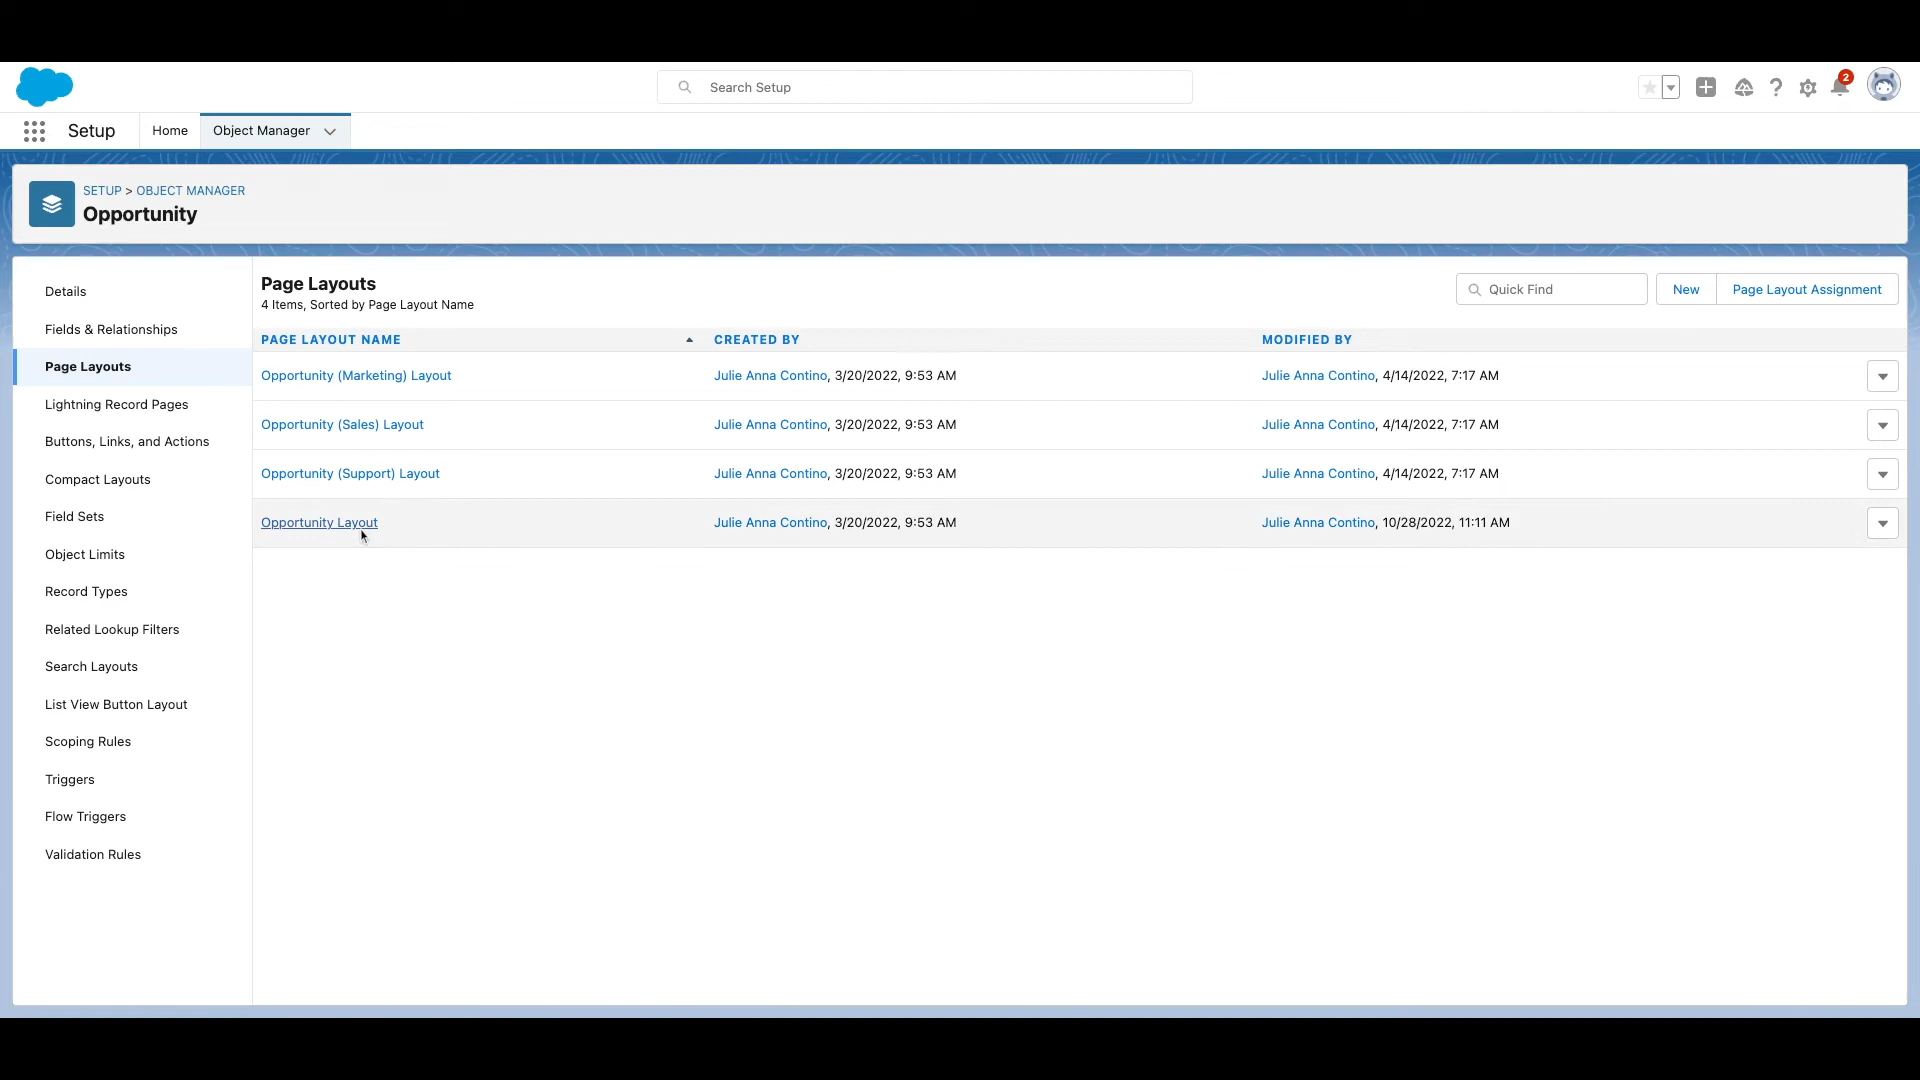 Search Setup
2
Setup
Home
Object Manager
SETUP > OBJECT MANAGER
Opportunity
Details
Fields & Relationships
Page Layouts
Lightning Record Pages
Buttons, Links, and Actions
Compact Layouts
Field Sets
Object Limits
Record Types
Related Lookup Filters
Search Layouts
List View Button Layout
Scoping Rules
Triggers
Flow Triggers
Validation Rules
Page Layouts
4 Items, Sorted by Page Layout Name
Quick Find
New
Page Layout Assignment
PAGE LAYOUT NAME CREATED BY MODIFIED BY
Opportunity (Marketing) Layout Julie Anna Contino, 3/20/2022, 9:53 AM Julie Anna Contino, 4/14/2022, 7:17 AM
Opportunity (Sales) Layout Julie Anna Contino, 3/20/2022, 9:53 AM Julie Anna Contino, 4/14/2022, 7:17 AM
Opportunity (Support) Layout Julie Anna Contino, 3/20/2022, 9:53 AM Julie Anna Contino, 4/14/2022, 7:17 AM
Opportunity Layout Julie Anna Contino, 3/20/2022, 9:53 AM Julie Anna Contino, 10/28/2022, 11:11 AM